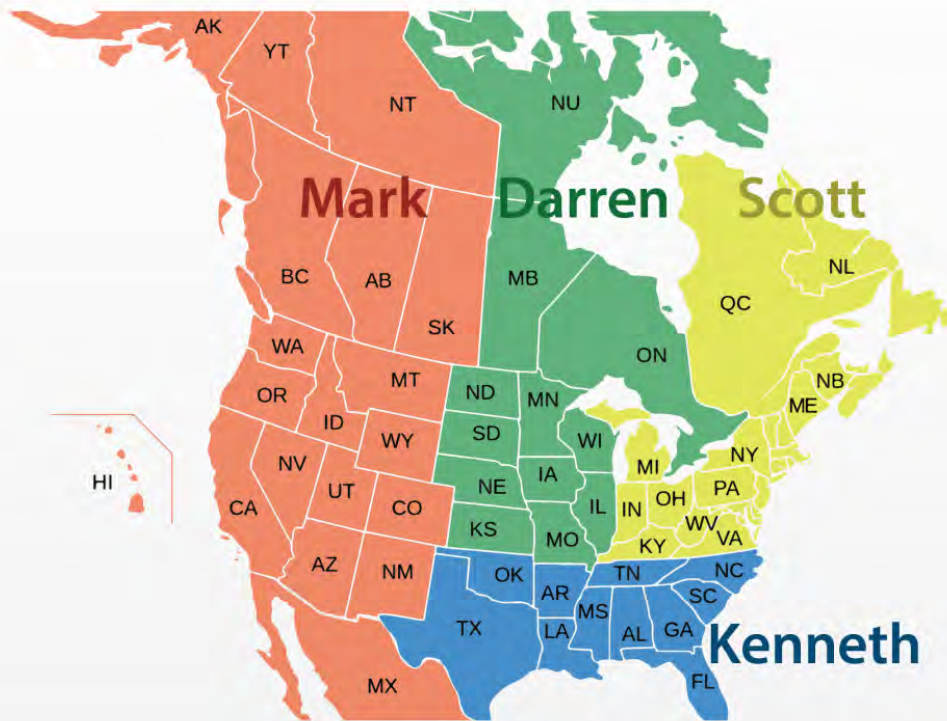 AK
YT
NT
NU
Mark Darren Scott
BC
AB
SK
MB
ON
QC
NL
WA
OR
ID
MT
WY
ND
SD
MN
WI
NB
ME
HI
CA
NV
UT
CO
NE
KS
IA
MO
IL
MI
IN
OH
KY
WV
VA
PA
NY
AZ
NM
TX
OK
AR
LA
MS
TN
AL
GA
SC
NC
FL
Kenneth
MX